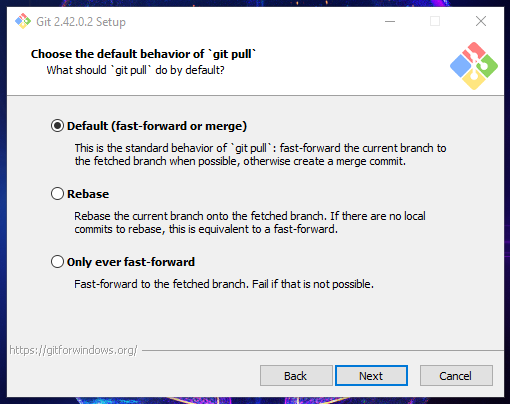 Git 2.42.0.2 Setup
Choose the default behavior of `git pull`
What should `git pull` do by default?
Default (fast-forward or merge)
This is the standard behavior of `git pull`: fast-forward the current branch to
the fetched branch when possible, otherwise create a merge commit.
Rebase
Rebase the current branch onto the fetched branch. If there are no local
commits to rebase, this is equivalent to a fast-forward.
Only ever fast-forward
Fast-forward to the fetched branch. Fail if that is not possible.
https://gitforwindows.org/
Back
Next
Cancel